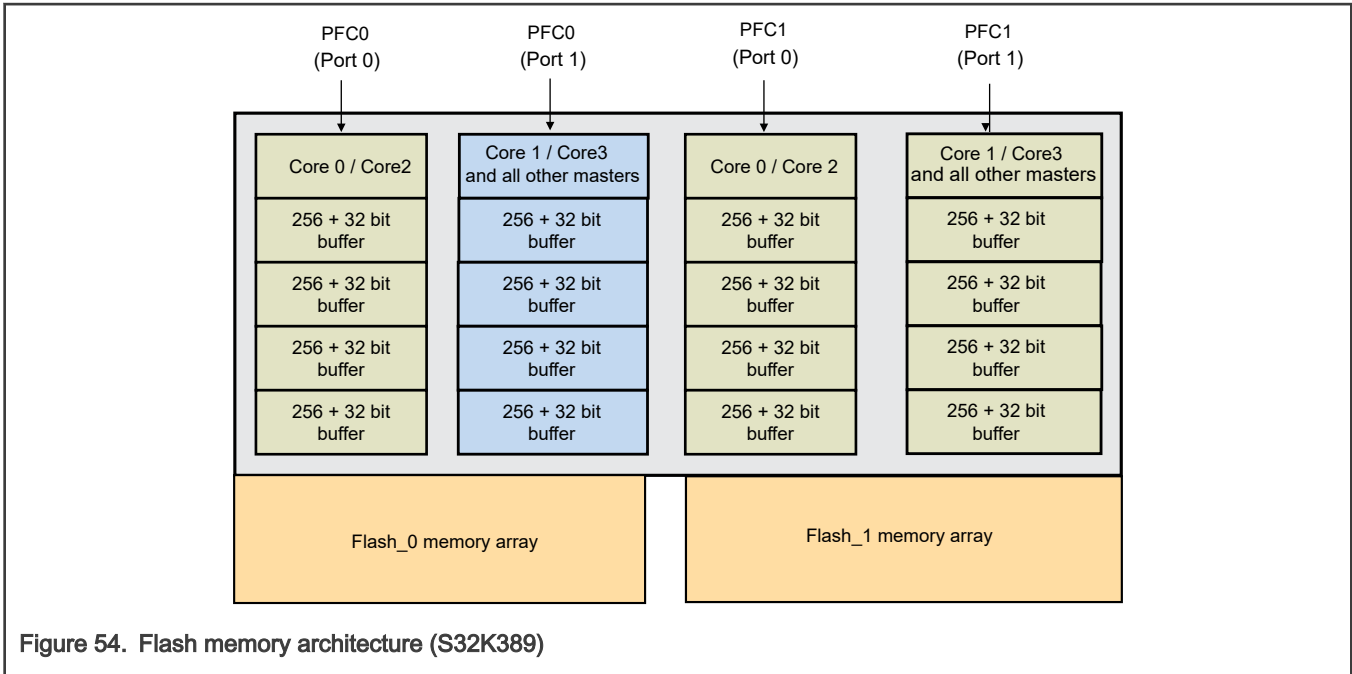 PFC0
(Port 0)
PFC0
(Port 1)
PFC1
(Port 0)
PFC1
(Port 1)
Core 0 / Core2
Core 1 / Core3
and all other masters
Core 0 / Core 2
Core 1 / Core3
and all other masters
256 + 32 bit
buffer
256 + 32 bit
buffer
256 + 32 bit
buffer
256 + 32 bit
buffer
256 + 32 bit
buffer
256 + 32 bit
buffer
256 + 32 bit
buffer
256 + 32 bit
buffer
256 + 32 bit
buffer
256 + 32 bit
buffer
256 + 32 bit
buffer
256 + 32 bit
buffer
256 + 32 bit
buffer
256 + 32 bit
buffer
256 + 32 bit
buffer
256 + 32 bit
buffer
Flash_0 memory array
Flash_1 memory array
Figure 54. Flash memory architecture (S32K389)